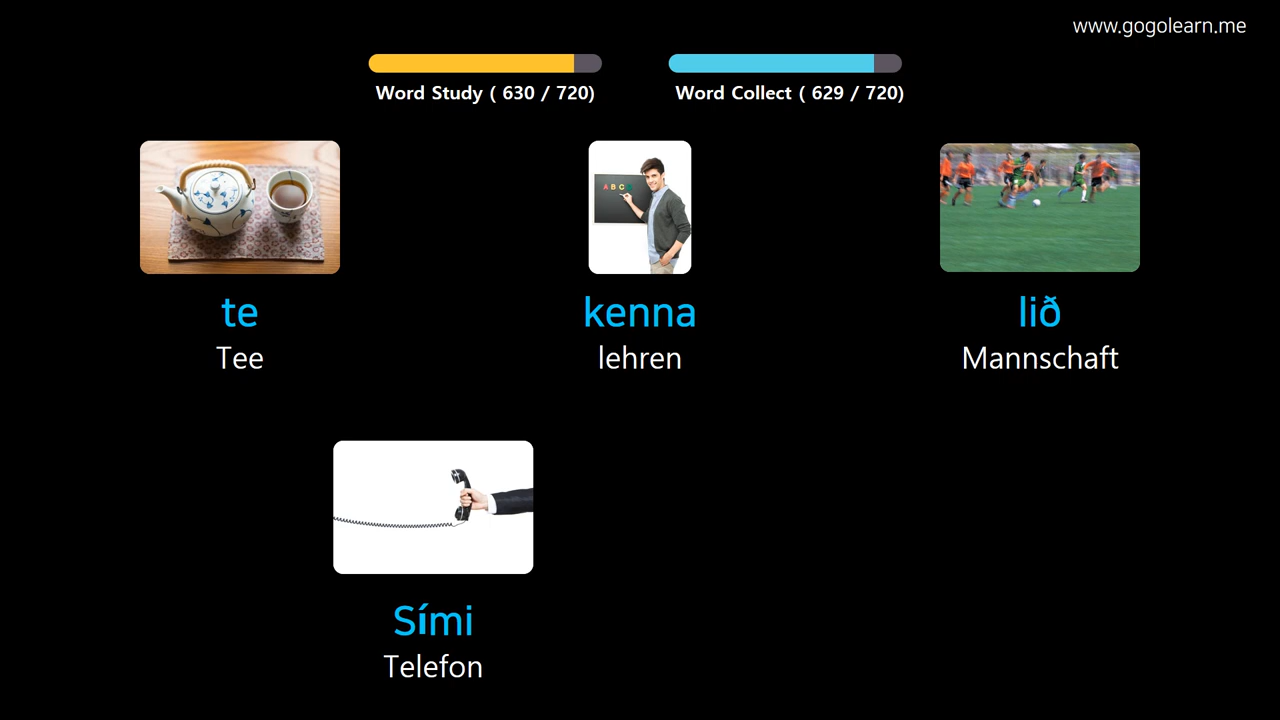 www.gogolearn.me
Word Study ( 630 / 720)
Word Collect ( 629 / 720)
A B C
te
Tee
kenna
lehren
lið
Mannschaft
Sími
Telefon